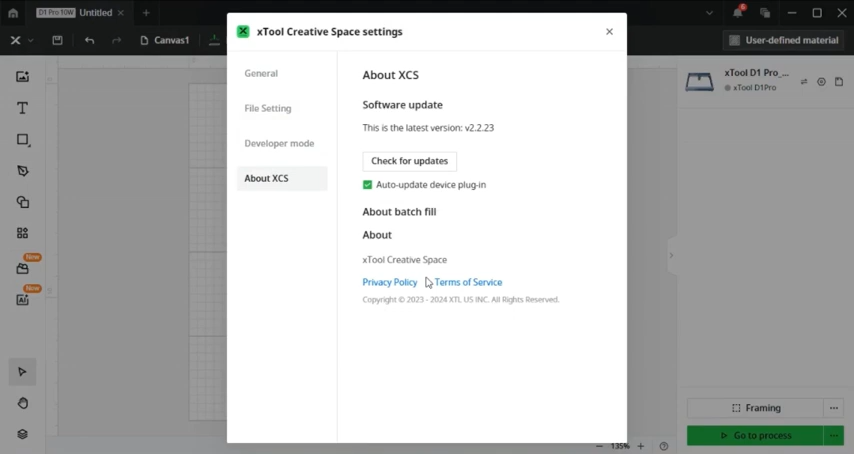 D1 Pro 10W Untitled
6
Canvas1
User-defined material
xTool Creative Space settings
General
File Setting
Developer mode
About XCS
About XCS
Software update
This is the latest version: v2.2.23
Check for updates
Auto-update device plug-in
About batch fill
About
xTool Creative Space
Privacy Policy Terms of Service
Copyright © 2023 - 2024 XTL US INC. All Rights Reserved.
T
New
New
AI
xTool D1 Pro_...
xTool D1Pro
Framing
Go to process
135%